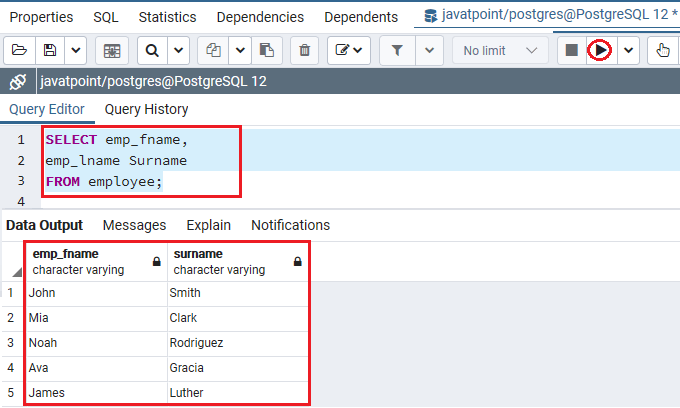 Properties SQL Statistics Dependencies Dependents javatpoint/postgres@PostgreSQL 12 *
No limit
javatpoint/postgres@PostgreSQL 12
Query Editor Query History
1 SELECT emp_fname,
2 emp_lname Surname
3 FROM employee;
4
Data Output Messages Explain Notifications
emp_fname surname
character varying character varying
1 John Smith
2 Mia Clark
3 Noah Rodriguez
4 Ava Gracia
5 James Luther